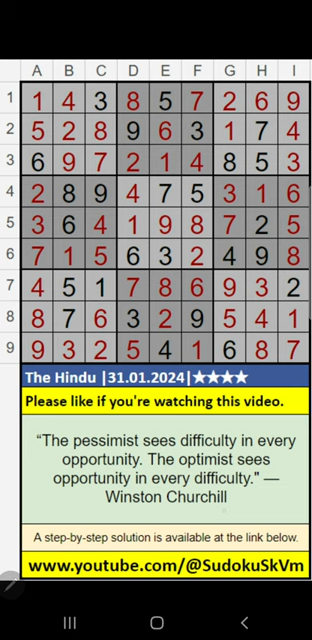 A B C D E F G H I
1 1 4 3 8 5 7 2 6 9
2 5 2 8 9 6 3 1 7 4
3 6 9 7 2 1 4 8 5 3
4 2 8 9 4 7 5 3 1 6
5 3 6 4 1 9 8 7 2 5
6 7 1 5 6 3 2 4 9 8
7 4 5 1 7 8 6 9 3 2
8 8 7 6 3 2 9 5 4 1
9 9 3 2 5 4 1 6 8 7
The Hindu |31.01.2024|★★★★
Please like if you're watching this video.
“The pessimist sees difficulty in every
opportunity. The optimist sees
opportunity in every difficulty." —
Winston Churchill
A step-by-step solution is available at the link below.
www.youtube.com/@SudokuSkVm